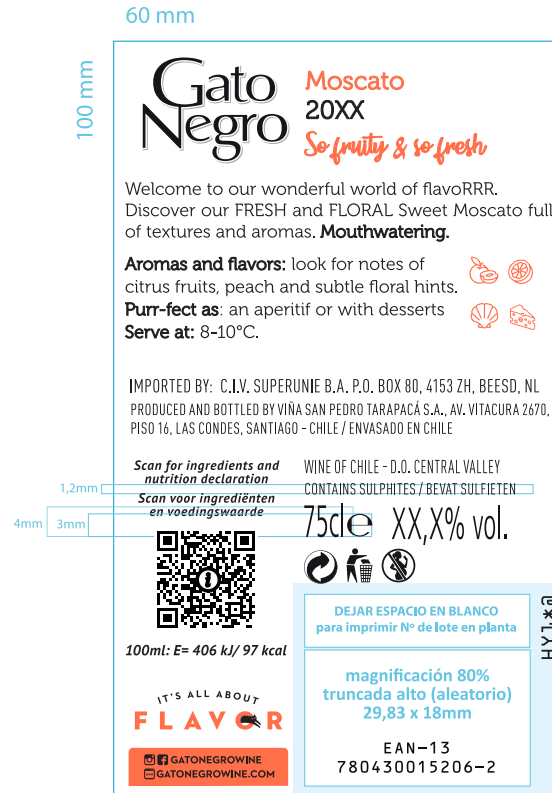 60 mm
100 mm
Gato
Negro
Moscato
20XX
So fruity & so fresh
Welcome to our wonderful world of flavoRRR.
Discover our FRESH and FLORAL Sweet Moscato full
of textures and aromas. Mouthwatering.
Aromas and flavors: look for notes of
citrus fruits, peach and subtle floral hints.
Purr-fect as: an aperitif or with desserts
Serve at: 8-10°C.
IMPORTED BY: C.I.V. SUPERUNIE B.A. P.O. BOX 80, 4153 ZH, BEESD, NL
PRODUCED AND BOTTLED BY VIÑA SAN PEDRO TARAPACÁ S.A., AV. VITACURA 2670,
PISO 16, LAS CONDES, SANTIAGO - CHILE / ENVASADO EN CHILE
Scan for ingredients and
nutrition declaration
Scan voor ingrediënten
en voedingswaarde
1,2mm
4mm
3mm
100ml: E= 406 kJ/ 97 kcal
IT'S ALL ABOUT
FLAVOR
GATONEGROWINE
GATONEGROWINE.COM
WINE OF CHILE - D.O. CENTRAL VALLEY
CONTAINS SULPHITES / BEVAT SULFIETEN
75cl e XX,X% vol.
DEJAR ESPACIO EN BLANCO
para imprimir Nº de lote en planta
magnificación 80%
truncada alto (aleatorio)
29,83 x 18mm
EAN-13
780430015206-2